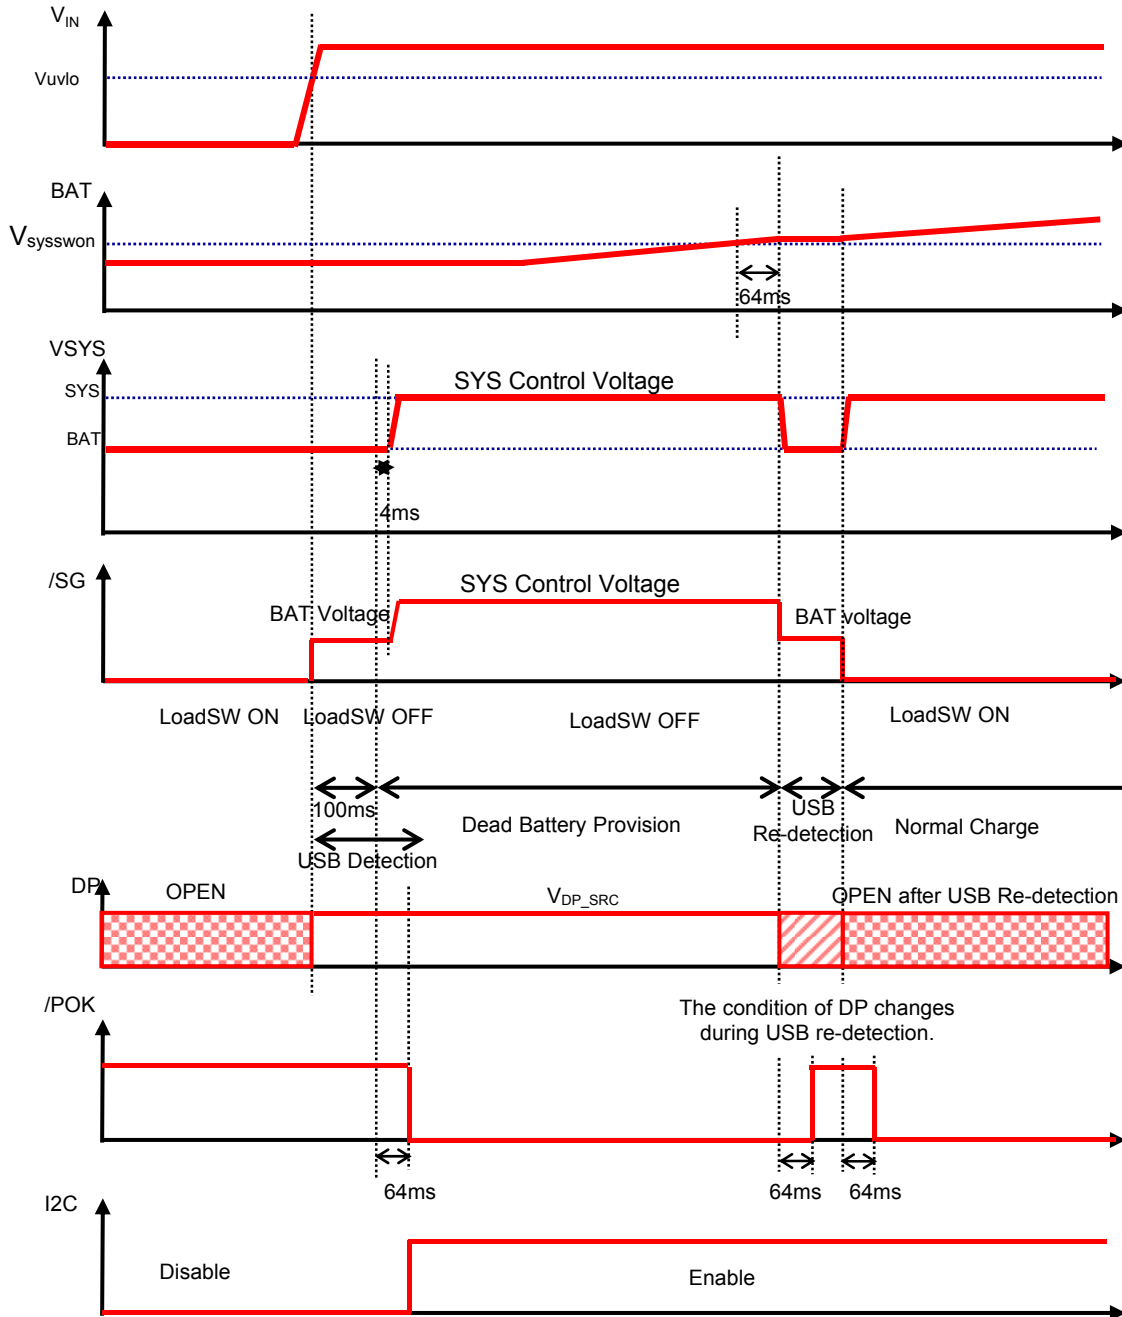 VIN
Vuvlo
BAT
Vsysswon
64ms
VSYS
SYS
SYS Control Voltage
BAT
4ms
/SG
SYS Control Voltage
BAT Voltage
BAT voltage
LoadSW ON
LoadSW OFF
LoadSW OFF
LoadSW ON
100ms
USB Detection
Dead Battery Provision
USB
Re-detection
Normal Charge
DP
OPEN
VDP_SRC
OPEN after USB Re-detection
/POK
The condition of DP changes
during USB re-detection.
64ms
64ms
64ms
I2C
Disable
Enable